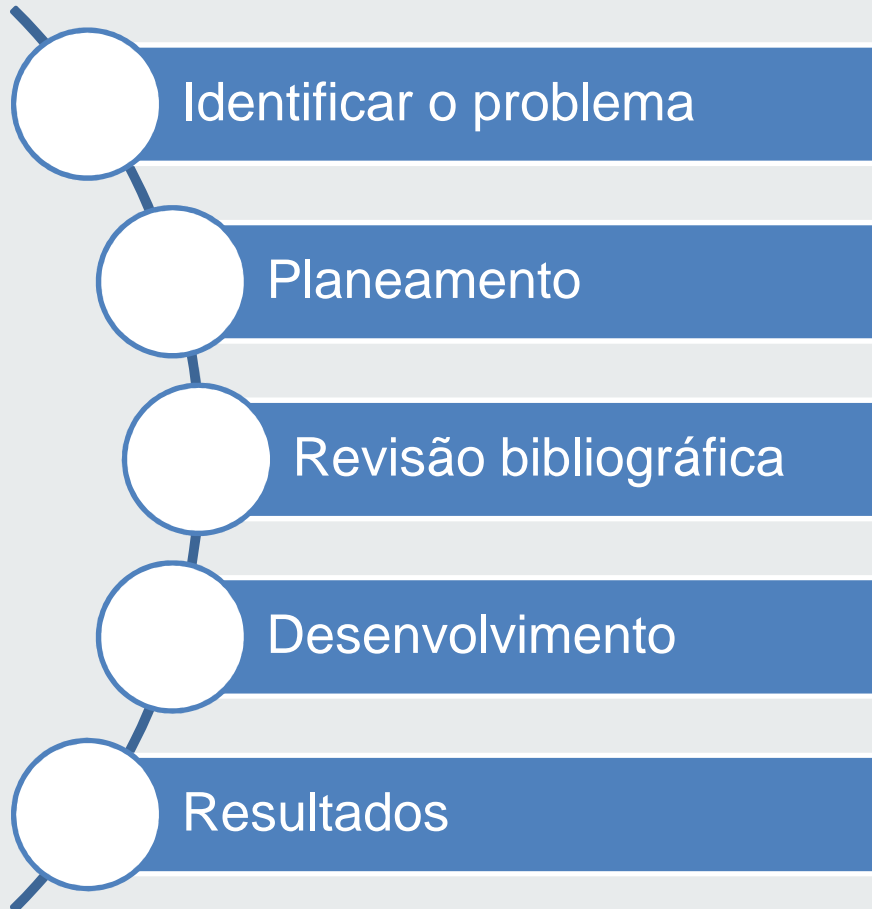 Identificar o problema
Planeamento
Revisão bibliográfica
Desenvolvimento
Resultados